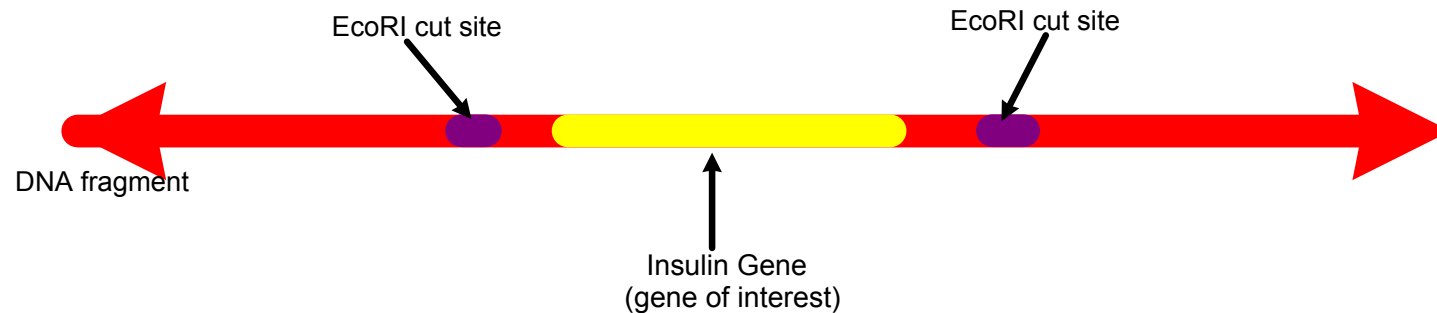 EcoRI cut site
EcoRI cut site
DNA fragment
Insulin Gene
(gene of interest)